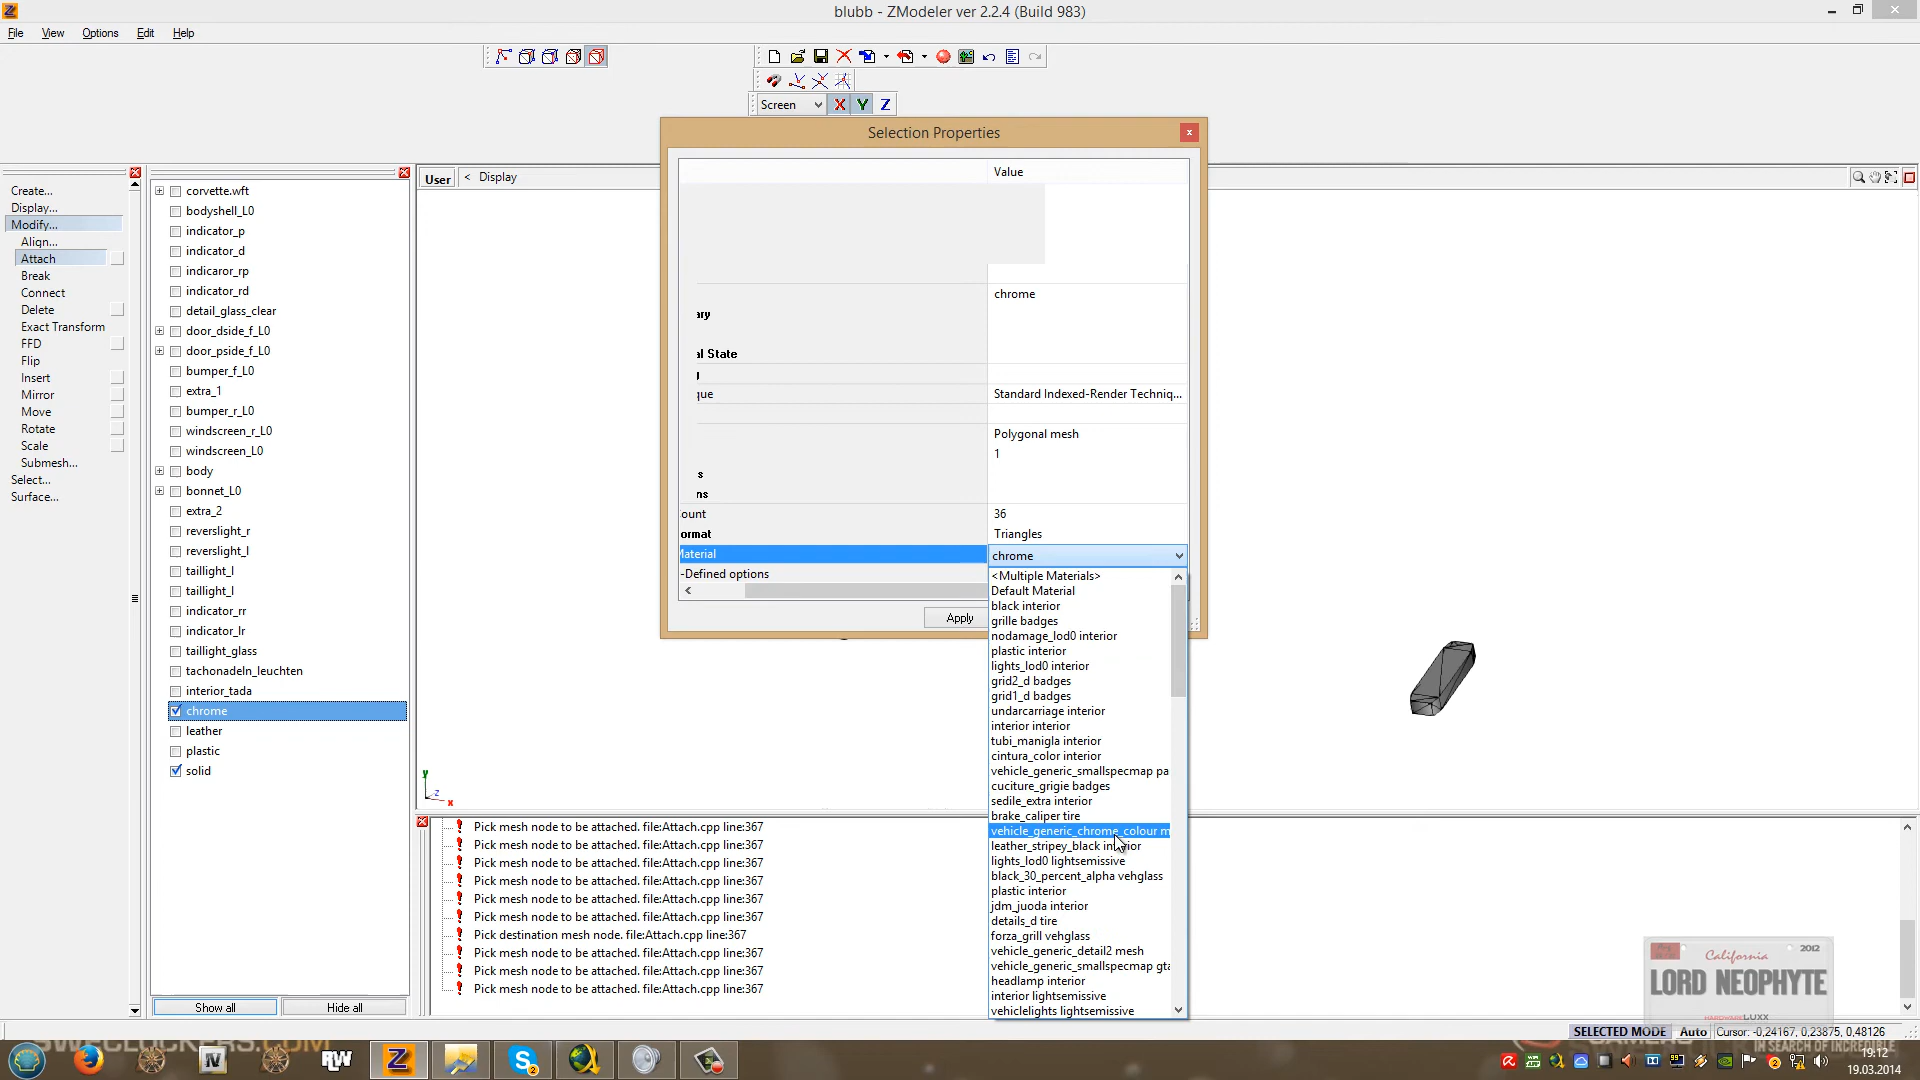 blubb - ZModeler ver 2.2.4 (Build 983)
File View Options Edit Help
Screen X Y Z
Selection Properties
Value
chrome
ary
al State
que
Standard Indexed-Render Techniq...
Polygonal mesh
1
s
ns
ount
36
ormat
Triangles
Material
chrome
-Defined options
Apply
<Multiple Materials>
Default Material
black interior
grille badges
nodamage_lod0 interior
plastic interior
lights_lod0 interior
grid2_d badges
grid1_d badges
undarcarriage interior
interior interior
tubi_manigla interior
cintura_color interior
vehicle_generic_smallspecmap pa
cuciture_grigie badges
sedile_extra interior
brake_caliper tire
vehicle_generic_chrome_colour m
leather_stripey_black interior
lights_lod0 lightsemissive
black_30_percent_alpha vehglass
plastic interior
jdm_juoda interior
details_d tire
forza_grill vehglass
vehicle_generic_detail2 mesh
vehicle_generic_smallspecmap gta
headlamp interior
interior lightsemissive
vehiclelights lightsemissive
Create...
Display...
Modify...
Align...
Attach
Break
Connect
Delete
Exact Transform
FFD
Flip
Insert
Mirror
Move
Rotate
Scale
Submesh...
Select...
Surface...
corvette.wft
bodyshell_L0
indicator_p
indicator_d
indicaror_rp
indicator_rd
detail_glass_clear
door_dside_f_L0
door_pside_f_L0
bumper_f_L0
extra_1
bumper_r_L0
windscreen_r_L0
windscreen_L0
body
bonnet_L0
extra_2
reverslight_r
reverslight_l
taillight_l
taillight_l
indicator_rr
indicator_lr
taillight_glass
tachonadeln_leuchten
interior_tada
chrome
leather
plastic
solid
Show all
Hide all
User < Display
y
z
x
Pick mesh node to be attached. file:Attach.cpp line:367
Pick mesh node to be attached. file:Attach.cpp line:367
Pick mesh node to be attached. file:Attach.cpp line:367
Pick mesh node to be attached. file:Attach.cpp line:367
Pick mesh node to be attached. file:Attach.cpp line:367
Pick mesh node to be attached. file:Attach.cpp line:367
Pick destination mesh node. file:Attach.cpp line:367
Pick mesh node to be attached. file:Attach.cpp line:367
Pick mesh node to be attached. file:Attach.cpp line:367
Pick mesh node to be attached. file:Attach.cpp line:367
California 2012
LORD NEOPHYTE
HARDWARELUXX
SELECTED MODE Auto Cursor: -0,24167, 0,23875, 0,48126
IN SEARCH OF INCREDIBLE
RW
19:12
19.03.2014